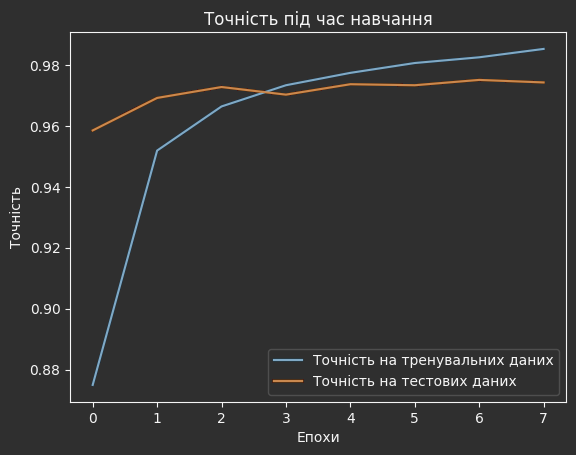 Точність під час навчання
Точність
0.98
0.96
0.94
0.92
0.90
0.88
Точність на тренувальних даних
Точність на тестових даних
0 1 2 3 4 5 6 7
Епохи